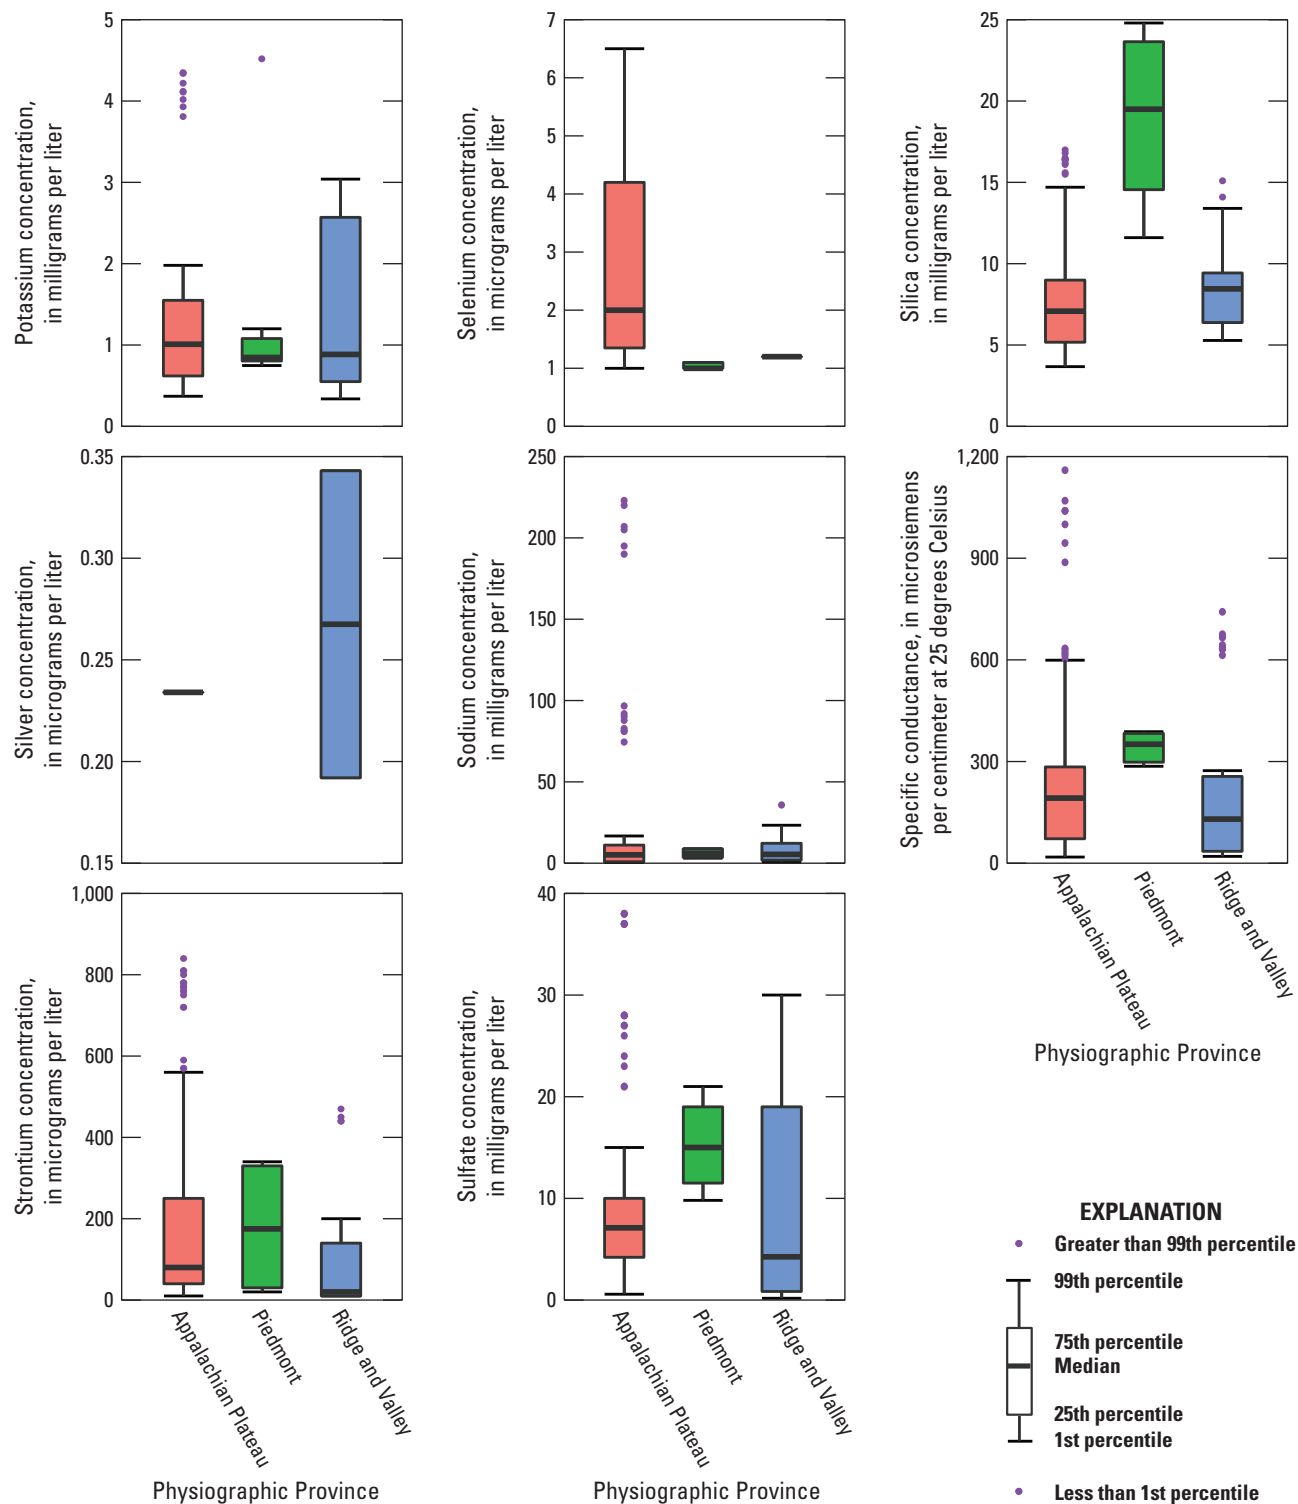 Potassium concentration,
in milligrams per liter
5
4
3
2
1
0
Selenium concentration,
in micrograms per liter
7
6
5
4
3
2
1
0
Silica concentration,
in milligrams per liter
25
20
15
10
5
0
Silver concentration,
in micrograms per liter
0.35
0.30
0.25
0.20
0.15
Sodium concentration,
in milligrams per liter
250
200
150
100
50
0
Specific conductance, in microsiemens
per centimeter at 25 degrees Celsius
1,200
900
600
300
0
Appalachian Plateau
Piedmont
Ridge and Valley
Physiographic Province
Strontium concentration,
in micrograms per liter
1,000
800
600
400
200
0
Appalachian Plateau
Piedmont
Ridge and Valley
Physiographic Province
Sulfate concentration,
in milligrams per liter
40
30
20
10
0
Appalachian Plateau
Piedmont
Ridge and Valley
Physiographic Province
EXPLANATION
Greater than 99th percentile
99th percentile
75th percentile
Median
25th percentile
1st percentile
Less than 1st percentile